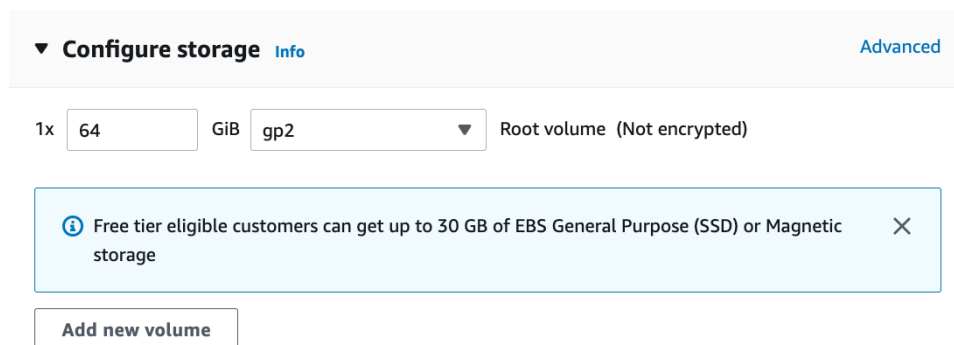 Configure storage Info Advanced
1x 64 GiB gp2 Root volume (Not encrypted)
Free tier eligible customers can get up to 30 GB of EBS General Purpose (SSD) or Magnetic
storage
Add new volume